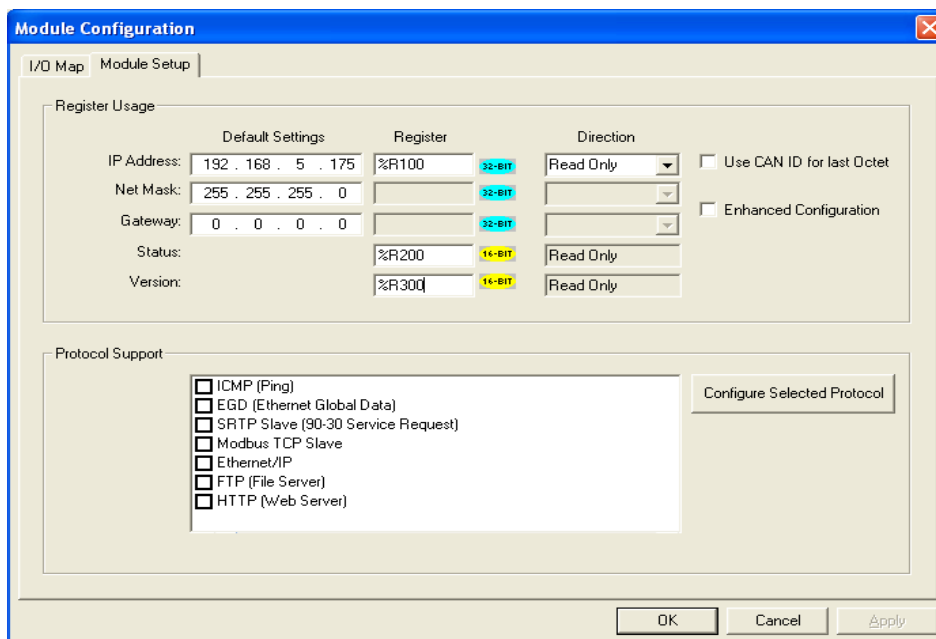 Module Configuration
I/O Map Module Setup
Register Usage
Default Settings Register Direction
IP Address: 192 . 168 . 5 . 175 %R100 32-BIT Read Only Use CAN ID for last Octet
Net Mask: 255 . 255 . 255 . 0 32-BIT
Enhanced Configuration
Gateway: 0 . 0 . 0 . 0 32-BIT
Status: %R200 16-BIT Read Only
Version: %R300 16-BIT Read Only
Protocol Support
ICMP (Ping)
Configure Selected Protocol
EGD (Ethernet Global Data)
SRTP Slave (90-30 Service Request)
Modbus TCP Slave
Ethernet/IP
FTP (File Server)
HTTP (Web Server)
OK Cancel Apply